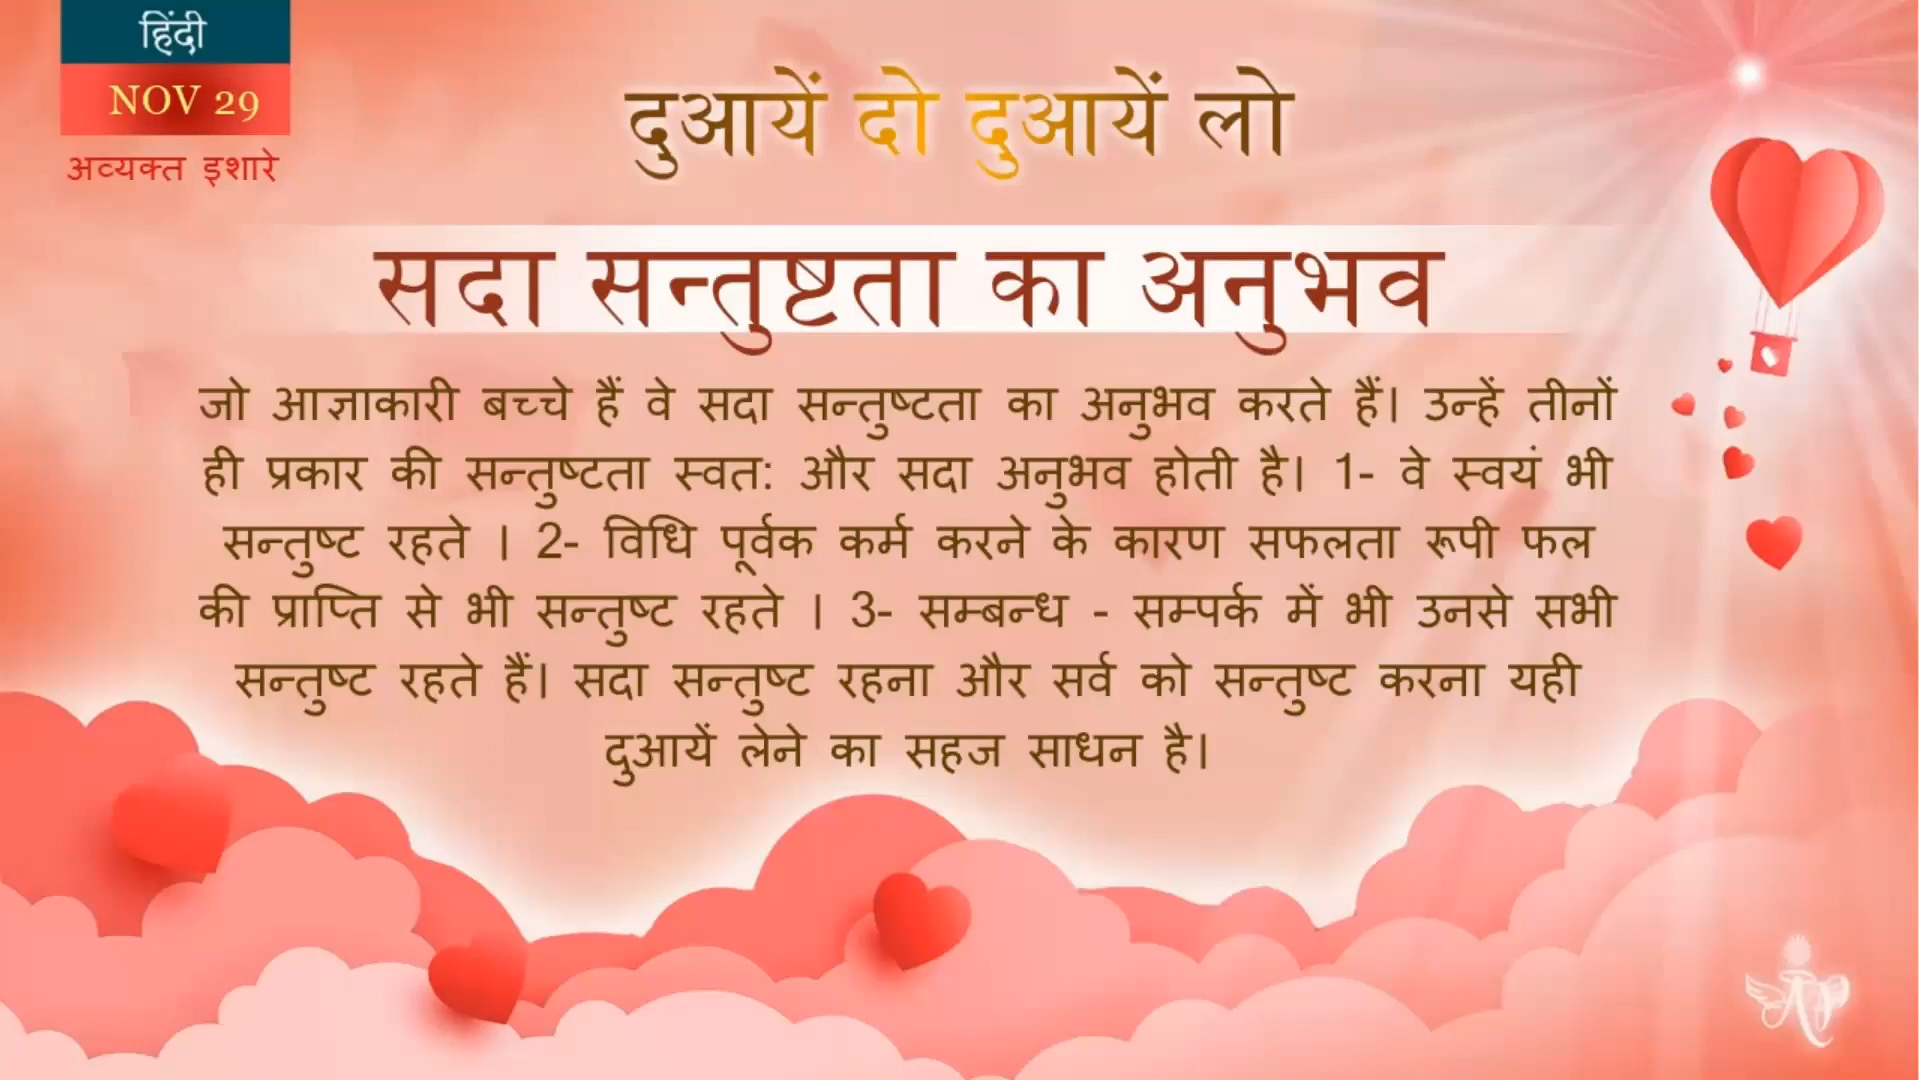 हिंदी
NOV 29
अव्यक्त इशारे
दुआयें दो दुआयें लो
सदा सन्तुष्टता का अनुभव
जो आज्ञाकारी बच्चे हैं वे सदा सन्तुष्टता का अनुभव करते हैं। उन्हें तीनों
ही प्रकार की सन्तुष्टता स्वत: और सदा अनुभव होती है। 1- वे स्वयं भी
सन्तुष्ट रहते । 2- विधि पूर्वक कर्म करने के कारण सफलता रूपी फल
की प्राप्ति से भी सन्तुष्ट रहते । 3- सम्बन्ध - सम्पर्क में भी उनसे सभी
सन्तुष्ट रहते हैं। सदा सन्तुष्ट रहना और सर्व को सन्तुष्ट करना यही
दुआयें लेने का सहज साधन है।